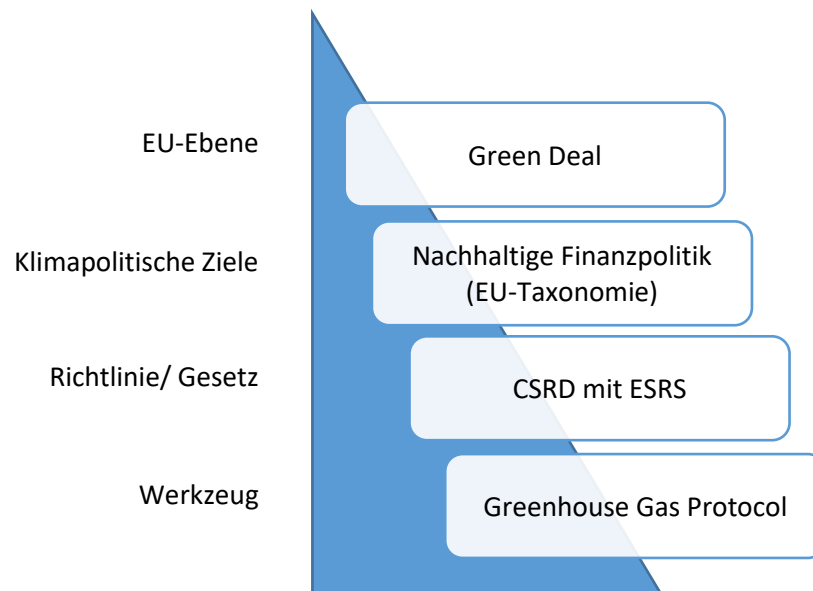 EU-Ebene
Green Deal
Klimapolitische Ziele
Nachhaltige Finanzpolitik
(EU-Taxonomie)
Richtlinie/ Gesetz
CSRD mit ESRS
Werkzeug
Greenhouse Gas Protocol